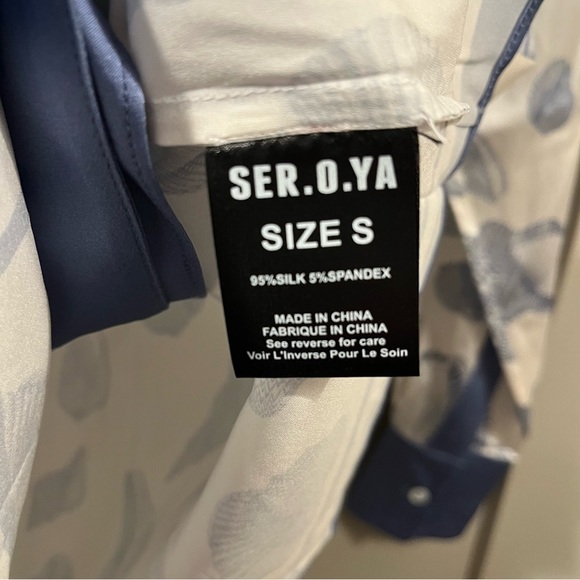 SER.O.YA
SIZE S
95%SILK 5%SPANDEX
MADE IN CHINA
FABRIQUE IN CHINA
See reverse for care
Voir L'Inverse Pour Le Soin